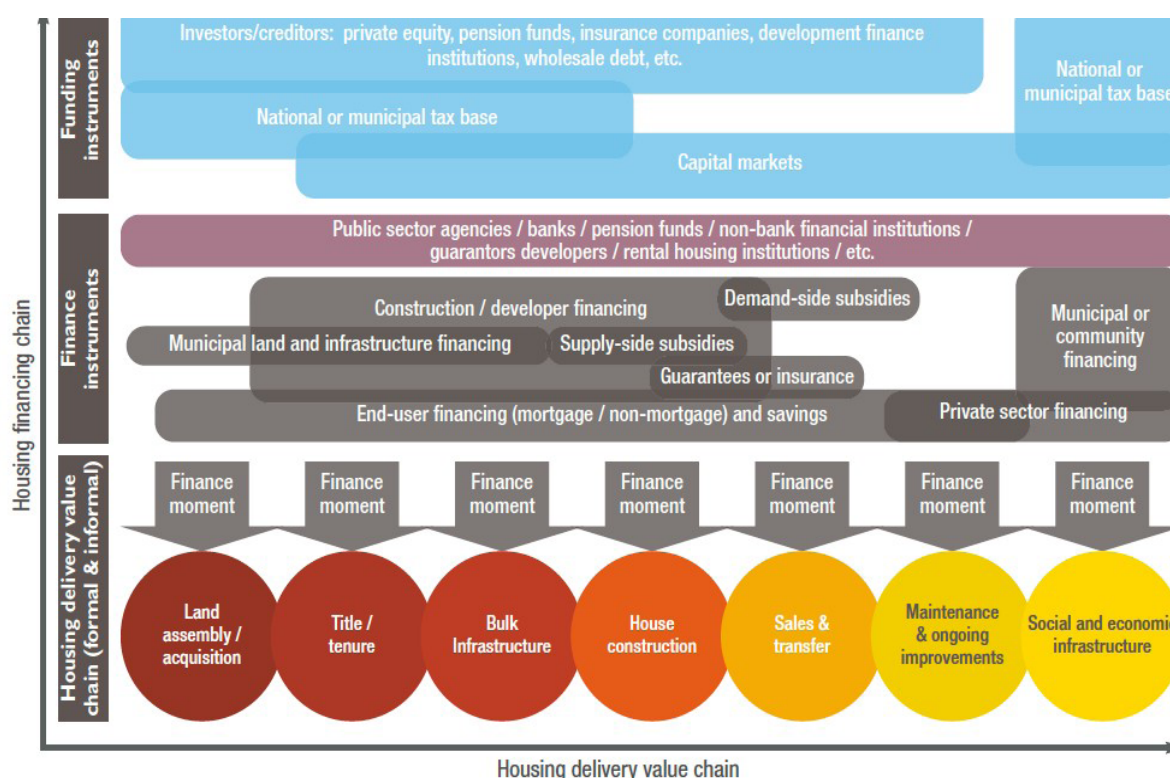 Housing financing chain
Funding
instruments
Investors/creditors: private equity, pension funds, insurance companies, development finance
institutions, wholesale debt, etc.
National or municipal tax base
National or
municipal tax base
Capital markets
Finance
instruments
Public sector agencies / banks / pension funds / non-bank financial institutions /
guarantors developers / rental housing institutions / etc.
Construction / developer financing
Demand-side subsidies
Municipal land and infrastructure financing
Supply-side subsidies
Guarantees or insurance
Municipal or
community
financing
End-user financing (mortgage / non-mortgage) and savings
Private sector financing
Housing delivery value
chain (formal & informal)
Finance
moment
Finance
moment
Finance
moment
Finance
moment
Finance
moment
Finance
moment
Finance
moment
Land
assembly /
acquisition
Title /
tenure
Bulk
Infrastructure
House
construction
Sales &
transfer
Maintenance
& ongoing
improvements
Social and economic
infrastructure
Housing delivery value chain